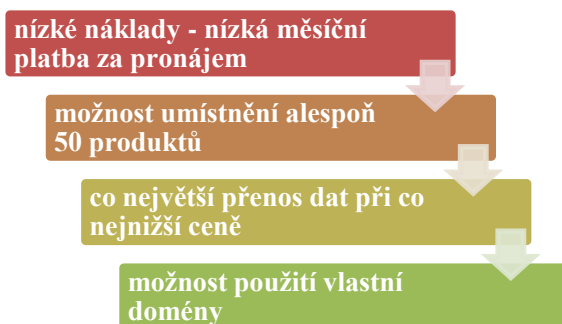 nízké náklady - nízká měsíční
platba za pronájem
možnost umístnění alespoň
50 produktů
co největší přenos dat při co
nejnižší ceně
možnost použití vlastní
domény